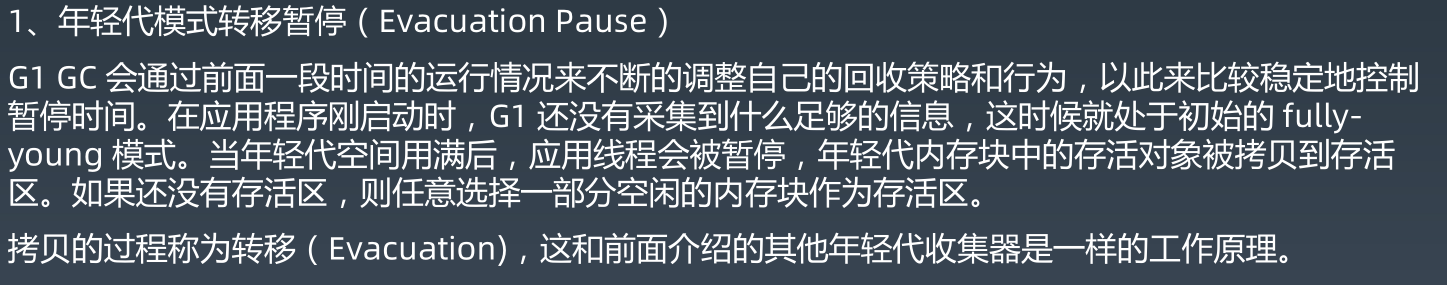 1、年轻代模式转移暂停（Evacuation Pause）
G1 GC 会通过前面一段时间的运行情况来不断的调整自己的回收策略和行为，以此来比较稳定地控制
暂停时间。在应用程序刚启动时，G1 还没有采集到什么足够的信息，这时候就处于初始的 fully-
young 模式。当年轻代空间用满后，应用线程会被暂停，年轻代内存块中的存活对象被拷贝到存活
区。如果还没有存活区，则任意选择一部分空闲的内存块作为存活区。
拷贝的过程称为转移（Evacuation)，这和前面介绍的其他年轻代收集器是一样的工作原理。